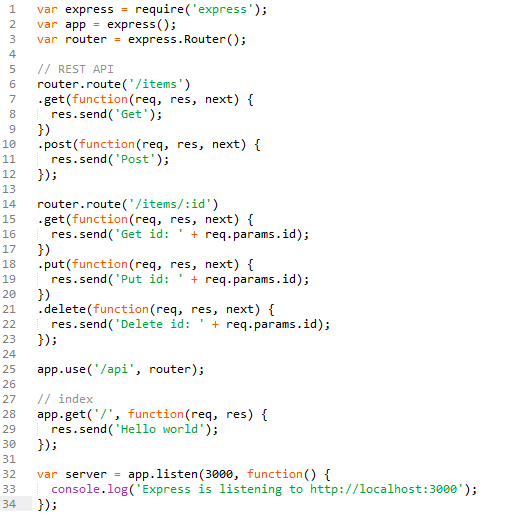 1 var express = require('express');
2 var app = express();
3 var router = express.Router();
4
5 // REST API
6 router.route('/items')
7 .get(function(req, res, next) {
8   res.send('Get');
9 })
10 .post(function(req, res, next) {
11   res.send('Post');
12 });
13
14 router.route('/items/:id')
15 .get(function(req, res, next) {
16   res.send('Get id: ' + req.params.id);
17 })
18 .put(function(req, res, next) {
19   res.send('Put id: ' + req.params.id);
20 })
21 .delete(function(req, res, next) {
22   res.send('Delete id: ' + req.params.id);
23 });
24
25 app.use('/api', router);
26
27 // index
28 app.get('/', function(req, res) {
29   res.send('Hello world');
30 });
31
32 var server = app.listen(3000, function() {
33   console.log('Express is listening to http://localhost:3000');
34 });